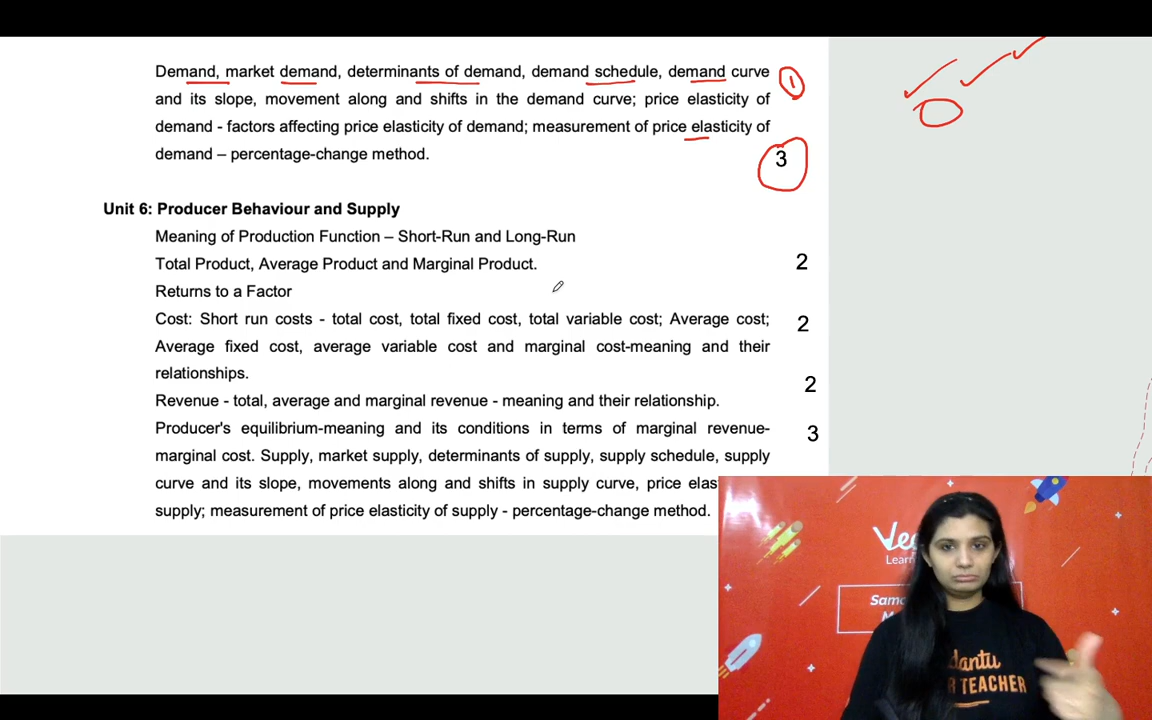 Demand, market demand, determinants of demand, demand schedule, demand curve
and its slope, movement along and shifts in the demand curve; price elasticity of
demand - factors affecting price elasticity of demand; measurement of price elasticity of
demand – percentage-change method.
1
3
Unit 6: Producer Behaviour and Supply
Meaning of Production Function – Short-Run and Long-Run
Total Product, Average Product and Marginal Product.
2
Returns to a Factor
Cost: Short run costs - total cost, total fixed cost, total variable cost; Average cost;
2
Average fixed cost, average variable cost and marginal cost-meaning and their
relationships.
2
Revenue - total, average and marginal revenue - meaning and their relationship.
Producer's equilibrium-meaning and its conditions in terms of marginal revenue-
3
marginal cost. Supply, market supply, determinants of supply, supply schedule, supply
curve and its slope, movements along and shifts in supply curve, price elas
supply; measurement of price elasticity of supply - percentage-change method.
Ve
Lear
Sam
dantu
R TEACHER